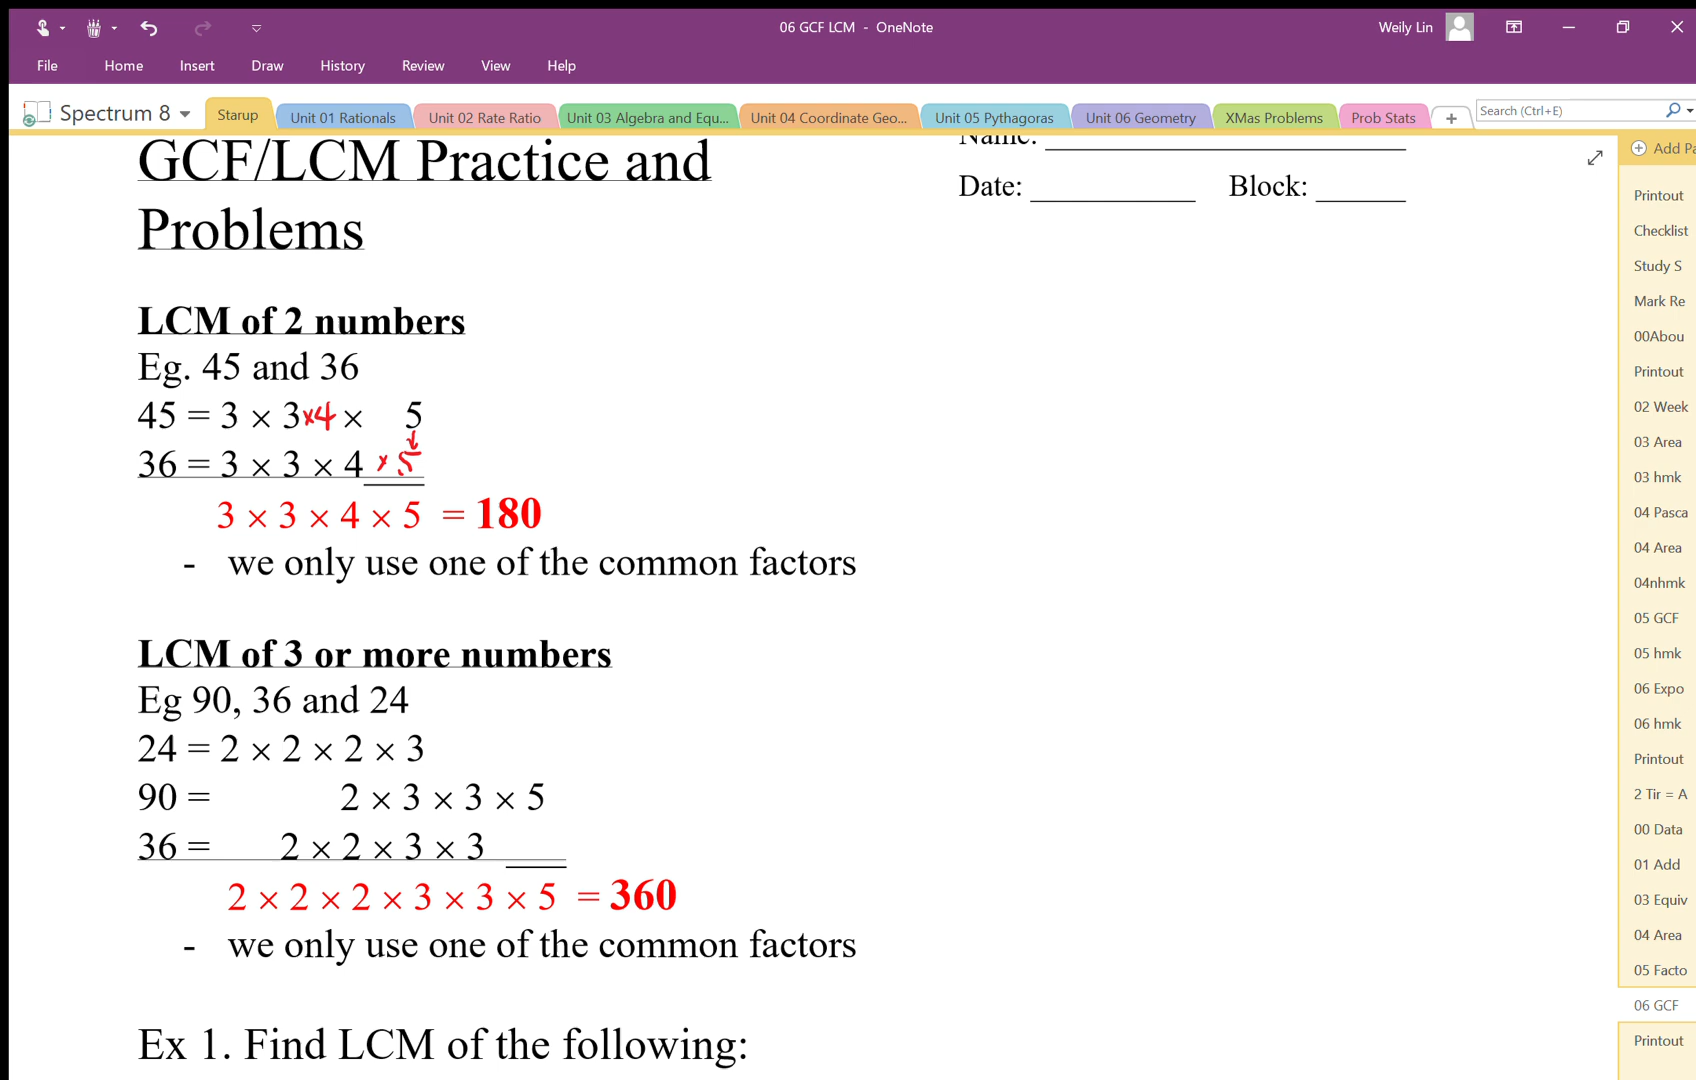 06 GCF LCM - OneNote
Weily Lin
File Home Insert Draw History Review View Help
Spectrum 8
Starup
Unit 01 Rationals
Unit 02 Rate Ratio
Unit 03 Algebra and Equ...
Unit 04 Coordinate Geo...
Unit 05 Pythagoras
Unit 06 Geometry
XMas Problems
Prob Stats
+
Search (Ctrl+E)
GCF/LCM Practice and
Problems
Name:
Date: Block:
LCM of 2 numbers
Eg. 45 and 36
45 = 3 × 3 ×4 × 5
36 = 3 × 3 × 4 × 5
3 × 3 × 4 × 5 = 180
- we only use one of the common factors
LCM of 3 or more numbers
Eg 90, 36 and 24
24 = 2 × 2 × 2 × 3
90 = 2 × 3 × 3 × 5
36 = 2 × 2 × 3 × 3
2 × 2 × 2 × 3 × 3 × 5 = 360
- we only use one of the common factors
Ex 1. Find LCM of the following:
Add Pa
Printout
Checklist
Study S
Mark Re
00Abou
Printout
02 Week
03 Area
03 hmk
04 Pasca
04 Area
04nhmk
05 GCF
05 hmk
06 Expo
06 hmk
Printout
2 Tir = A
00 Data
01 Add
03 Equiv
04 Area
05 Facto
06 GCF
Printout